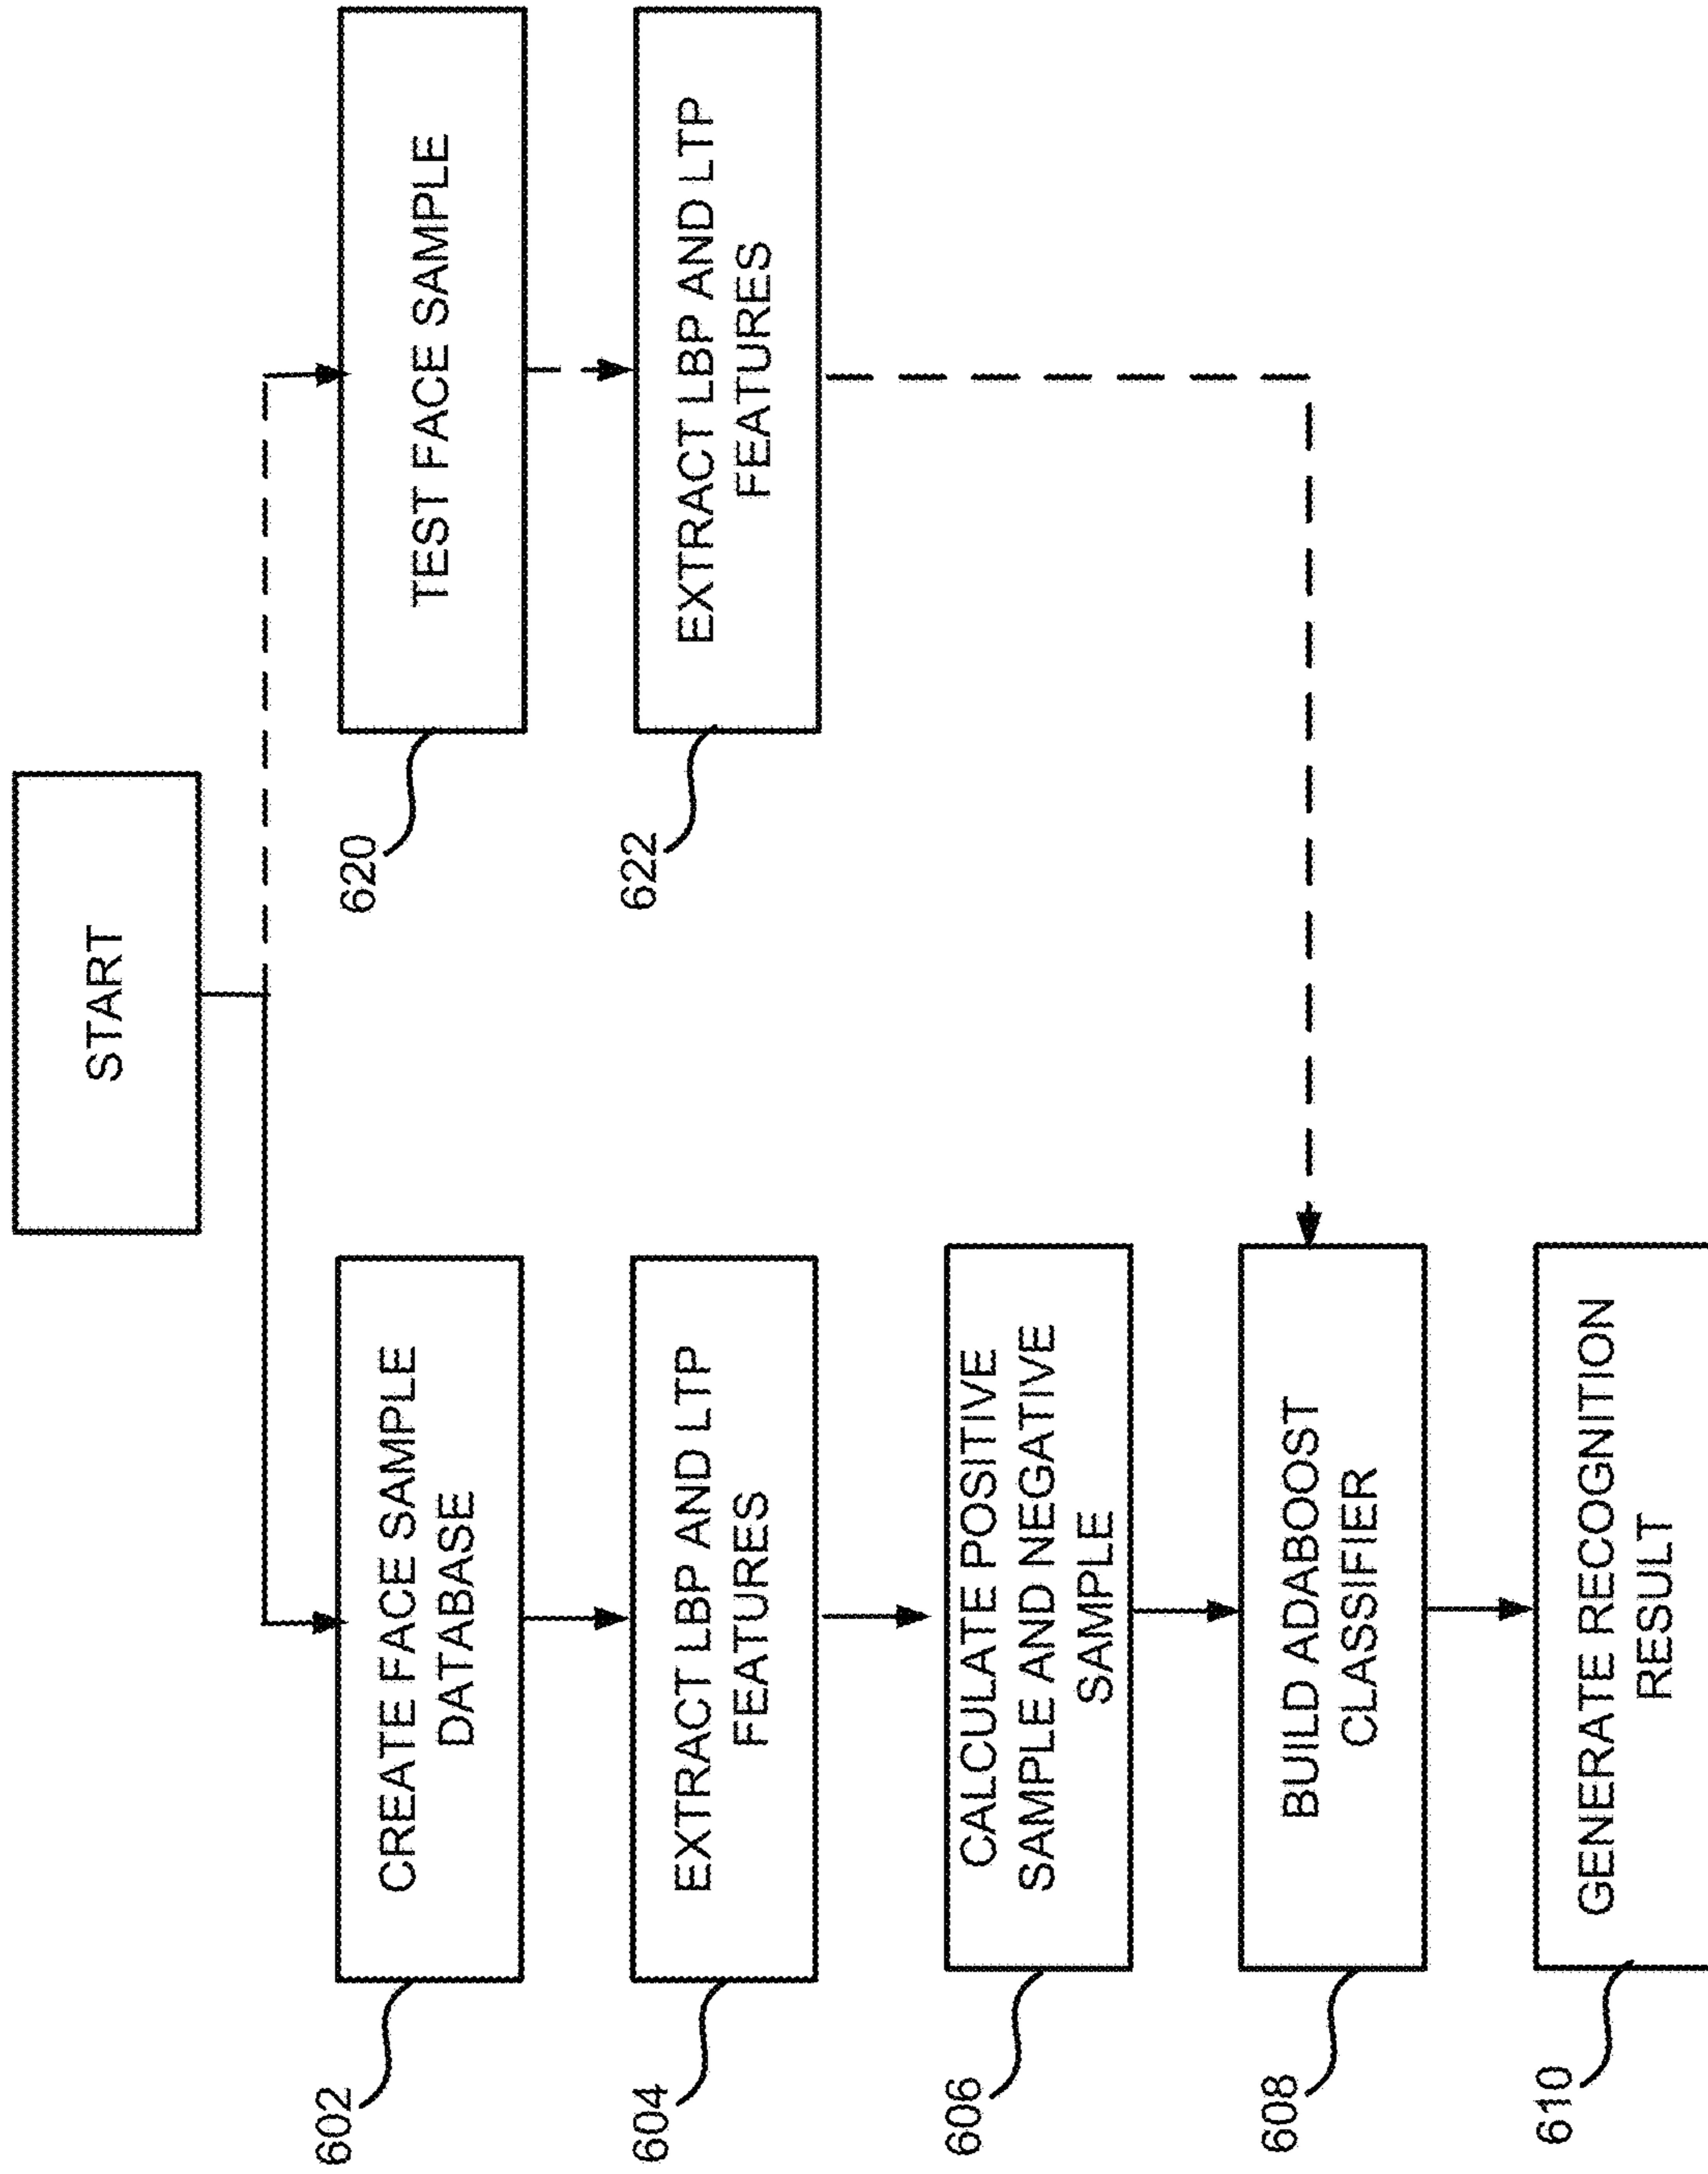 START
602
CREATE FACE SAMPLE
DATABASE
604
EXTRACT LBP AND LTP
FEATURES
606
CALCULATE POSITIVE
SAMPLE AND NEGATIVE
SAMPLE
608
BUILD ADABOOST
CLASSIFIER
610
GENERATE RECOGNITION
RESULT
620
TEST FACE SAMPLE
622
EXTRACT LBP AND LTP
FEATURES